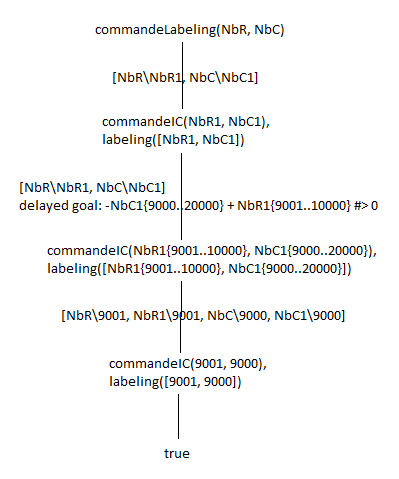 commandeLabeling(NbR, NbC)
[NbR\NbR1, NbC\NbC1]
commandeIC(NbR1, NbC1),
labeling([NbR1, NbC1])
[NbR\NbR1, NbC\NbC1]
delayed goal: -NbC1{9000..20000} + NbR1{9001..10000} #> 0
commandeIC(NbR1{9001..10000}, NbC1{9000..20000}),
labeling([NbR1{9001..10000}, NbC1{9000..20000}])
[NbR\9001, NbR1\9001, NbC\9000, NbC1\9000]
commandeIC(9001, 9000),
labeling([9001, 9000])
true